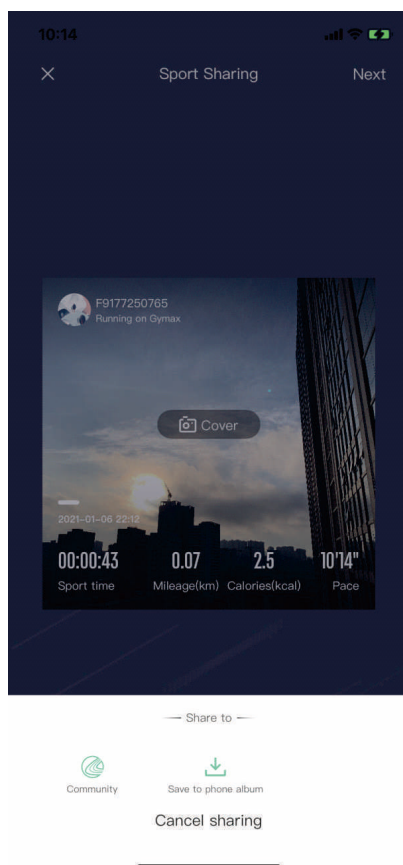 10:14
Sport Sharing Next
F9177250765
Running on Gymax
Cover
2021-01-06 22:12
00:00:43 0.07 2.5 10'14"
Sport time Mileage(km) Calories(kcal) Pace
Share to
Community Save to phone album
Cancel sharing